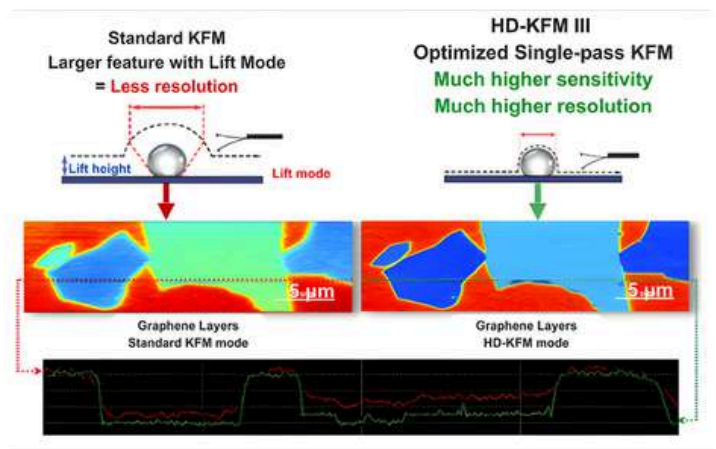 Standard KFM
Larger feature with Lift Mode
= Less resolution
Lift height
Lift mode
HD-KFM III
Optimized Single-pass KFM
Much higher sensitivity
Much higher resolution
5 µm
5 µm
Graphene Layers
Standard KFM mode
Graphene Layers
HD-KFM mode